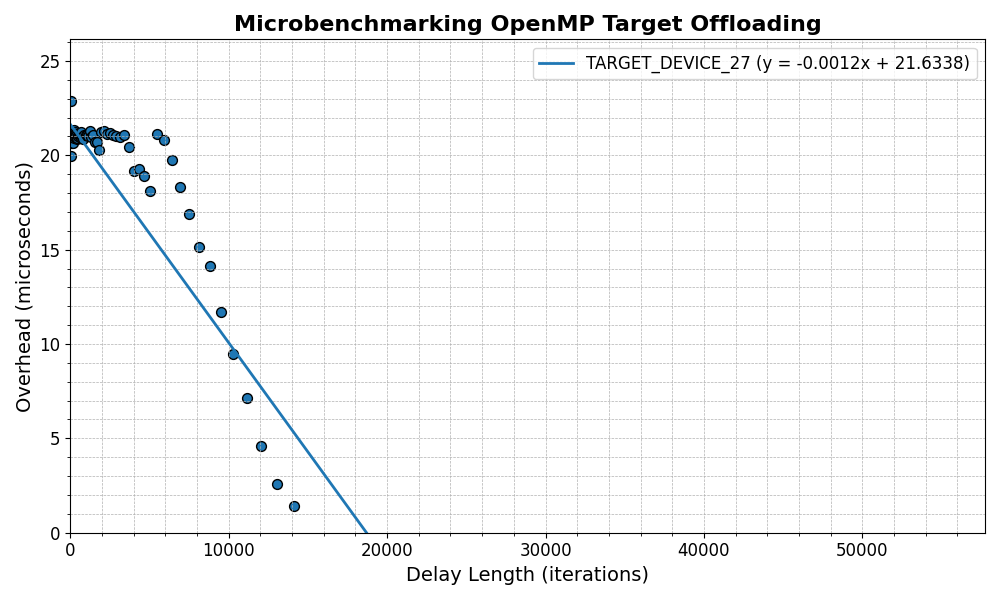 Microbenchmarking OpenMP Target Offloading
TARGET_DEVICE_27 (y = -0.0012x + 21.6338)
Overhead (microseconds)
25
20
15
10
5
0
0 10000 20000 30000 40000 50000
Delay Length (iterations)